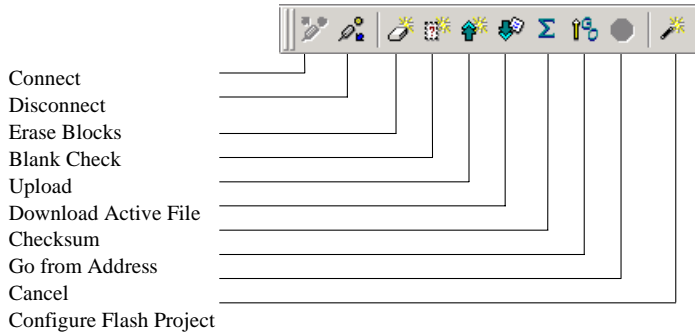 Connect
Disconnect
Erase Blocks
Blank Check
Upload
Download Active File
Checksum
Go from Address
Cancel
Configure Flash Project